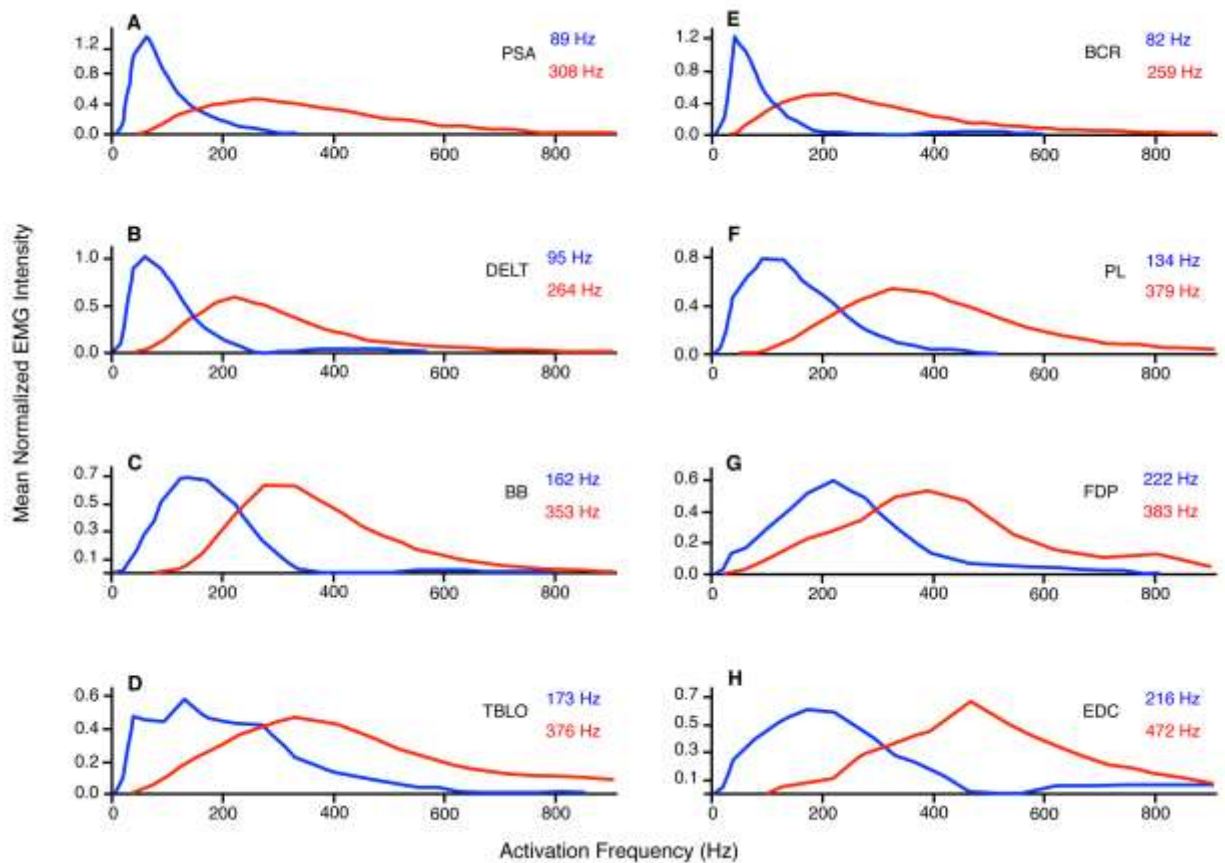 Mean Normalized EMG Intensity
A
PSA
89 Hz
308 Hz
1.2
0.8
0.4
0.0
0 200 400 600 800
B
DELT
95 Hz
264 Hz
1.0
0.5
0.0
0 200 400 600 800
C
BB
162 Hz
353 Hz
0.7
0.5
0.3
0.1
0 200 400 600 800
D
TBLO
173 Hz
376 Hz
0.6
0.4
0.2
0.0
0 200 400 600 800
E
BCR
82 Hz
259 Hz
1.2
0.8
0.4
0.0
0 200 400 600 800
F
PL
134 Hz
379 Hz
0.8
0.4
0.0
0 200 400 600 800
G
FDP
222 Hz
383 Hz
0.6
0.4
0.2
0.0
0 200 400 600 800
H
EDC
216 Hz
472 Hz
0.7
0.5
0.3
0.1
0 200 400 600 800
Activation Frequency (Hz)